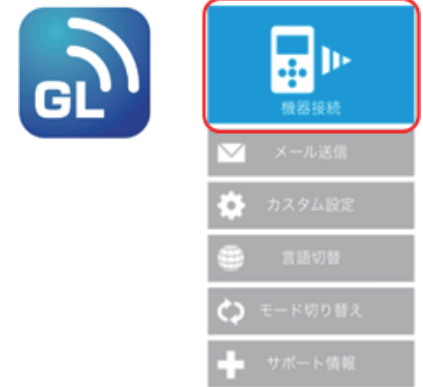 GL
機器接続
メール送信
カスタム設定
言語切替
モード切り替え
サポート情報